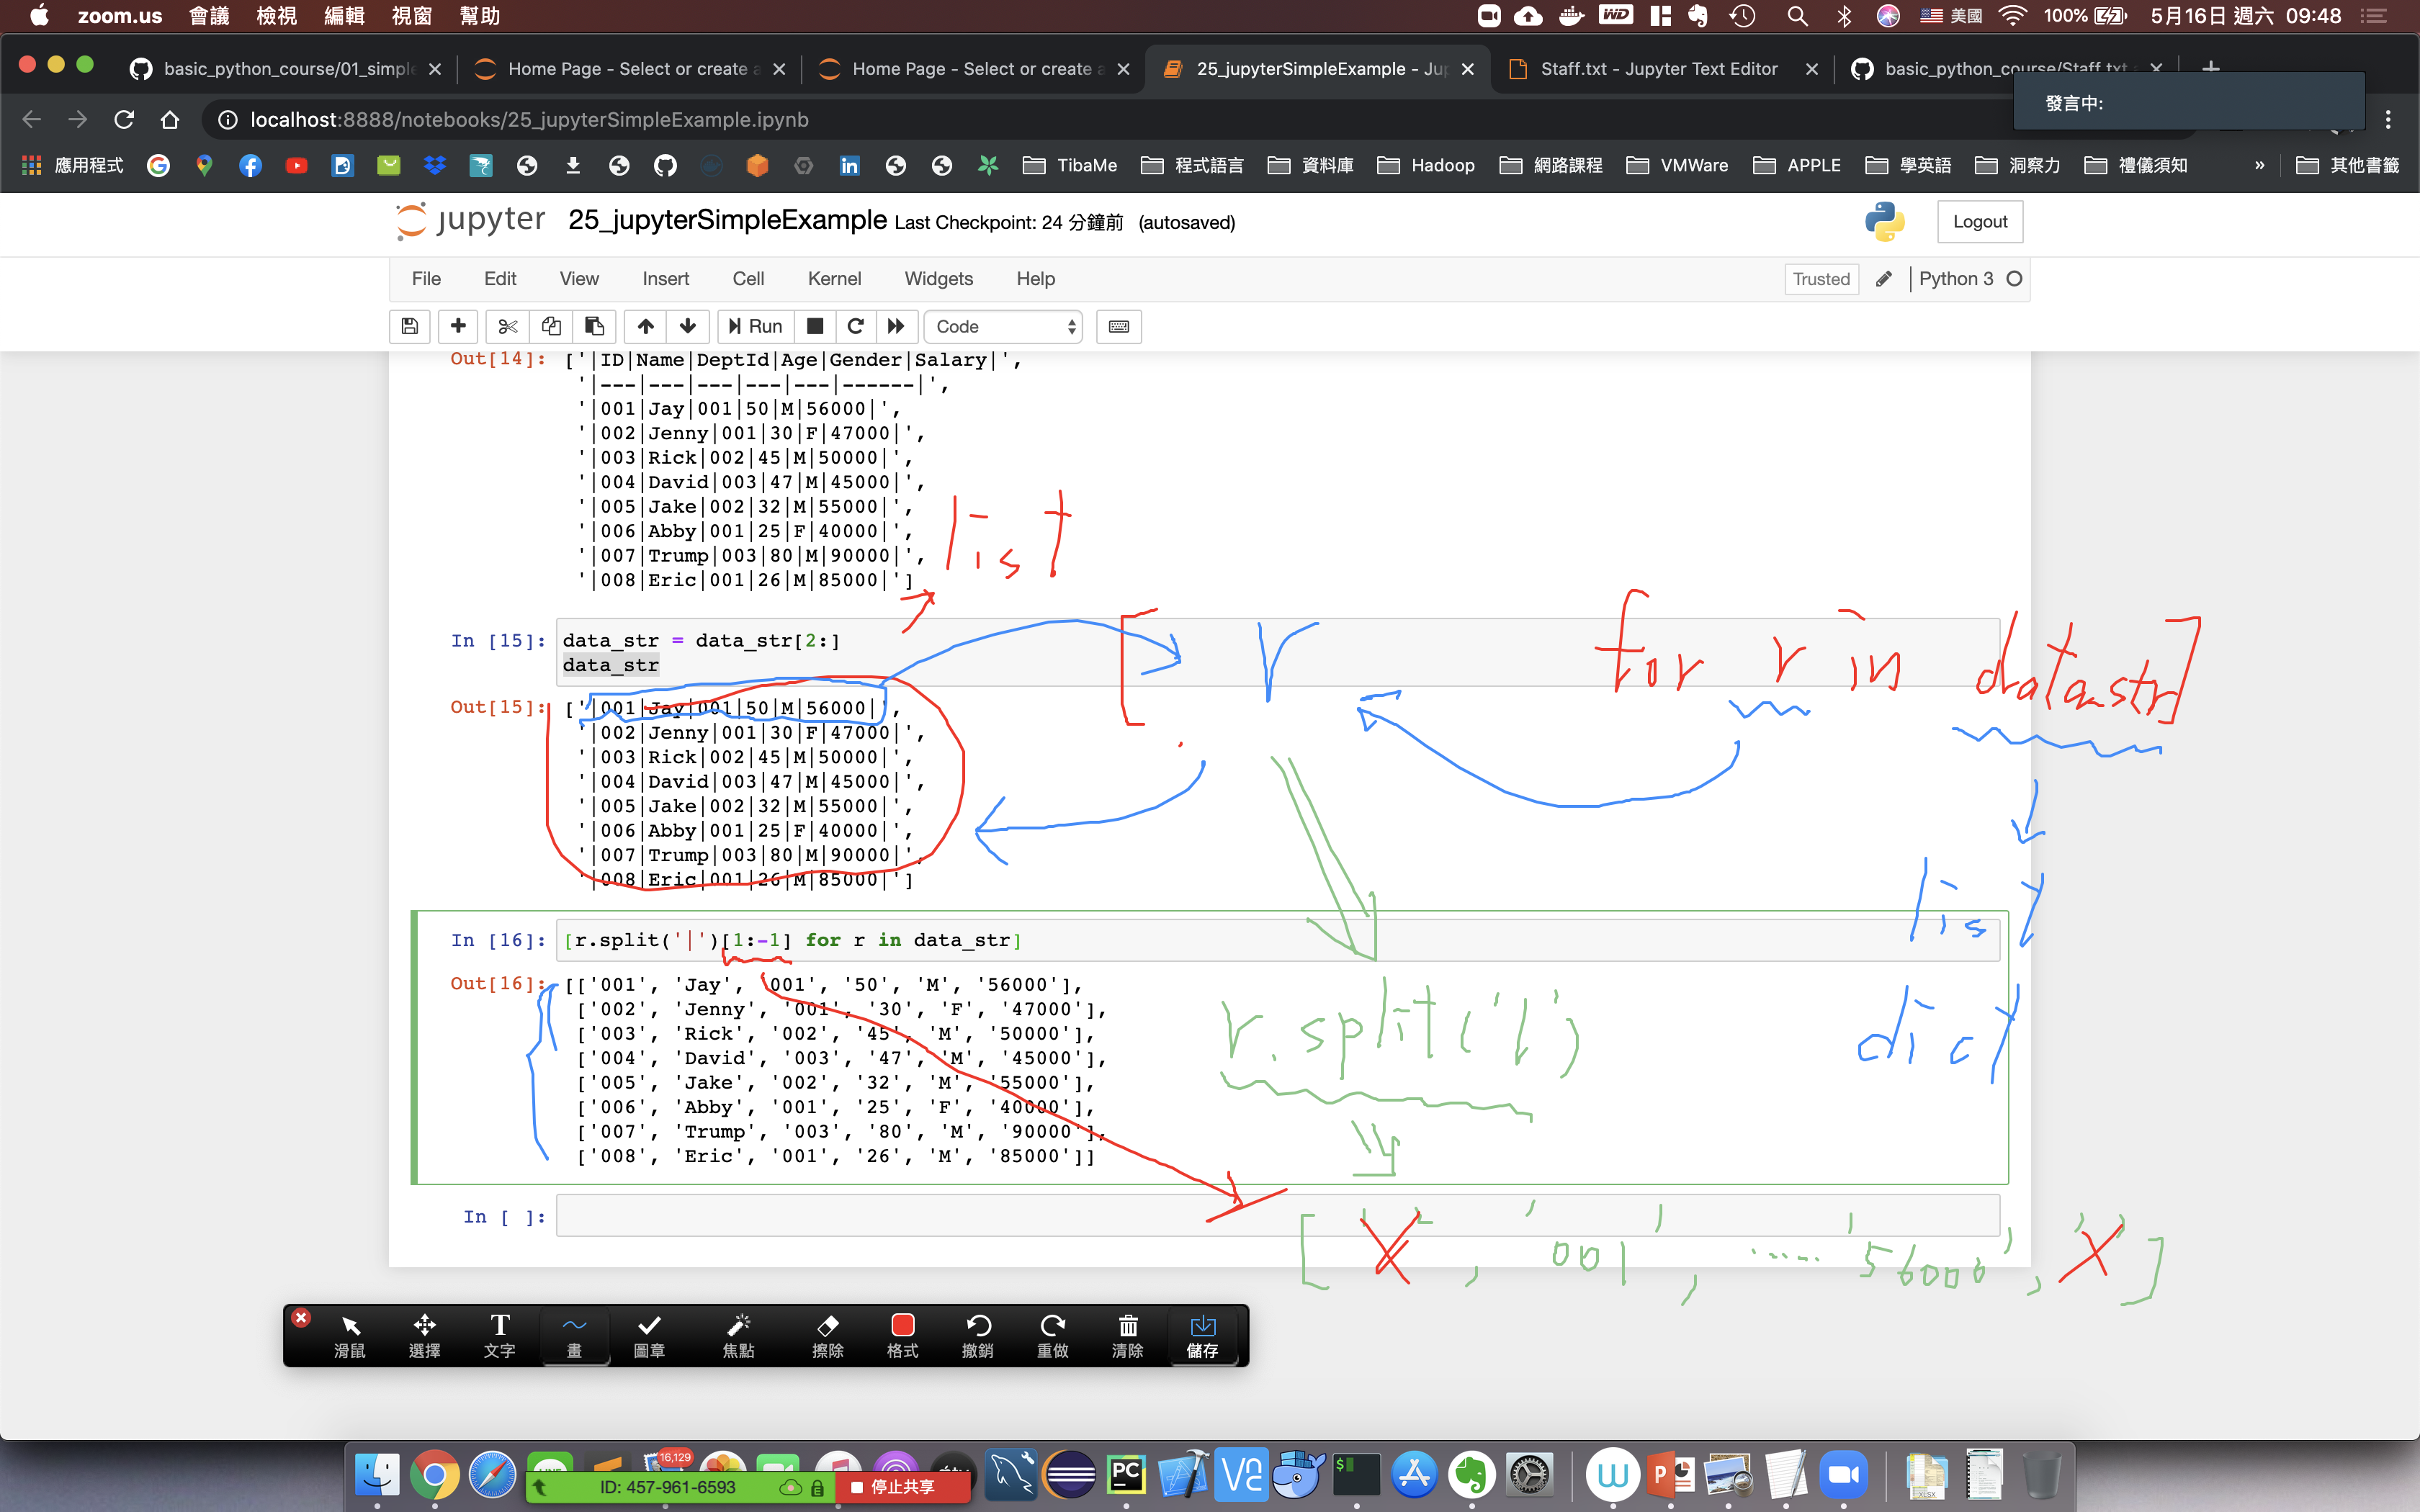 zoom.us 會議 檢視 編輯 視窗 幫助 美國 100% 5月16日 週六 09:48
basic_python_course/01_simple Home Page - Select or create a Home Page - Select or create a 25_jupyterSimpleExample - Jup Staff.txt - Jupyter Text Editor basic_python_course/Staff.txt
發言中:
localhost:8888/notebooks/25_jupyterSimpleExample.ipynb
應用程式 TibaMe 程式語言 資料庫 Hadoop 網路課程 VMWare APPLE 學英語 洞察力 禮儀須知 » 其他書籤
jupyter 25_jupyterSimpleExample Last Checkpoint: 24 分鐘前 (autosaved) Logout
File Edit View Insert Cell Kernel Widgets Help Trusted Python 3
Run Code
Out[14]: ['|ID|Name|DeptId|Age|Gender|Salary|',
'|---|---|---|---|---|------|',
'|001|Jay|001|50|M|56000|',
'|002|Jenny|001|30|F|47000|',
'|003|Rick|002|45|M|50000|',
'|004|David|003|47|M|45000|',
'|005|Jake|002|32|M|55000|',
'|006|Abby|001|25|F|40000|',
'|007|Trump|003|80|M|90000|',
'|008|Eric|001|26|M|85000|']
list
In [15]: data_str = data_str[2:]
data_str
[ r for r in data_str]
Out[15]: ['|001|Jay|001|50|M|56000|',
'|002|Jenny|001|30|F|47000|',
'|003|Rick|002|45|M|50000|',
'|004|David|003|47|M|45000|',
'|005|Jake|002|32|M|55000|',
'|006|Abby|001|25|F|40000|',
'|007|Trump|003|80|M|90000|',
'|008|Eric|001|26|M|85000|']
list
In [16]: [r.split('|')[1:-1] for r in data_str]
Out[16]: [['001', 'Jay', '001', '50', 'M', '56000'],
['002', 'Jenny', '001', '30', 'F', '47000'],
['003', 'Rick', '002', '45', 'M', '50000'],
['004', 'David', '003', '47', 'M', '45000'],
['005', 'Jake', '002', '32', 'M', '55000'],
['006', 'Abby', '001', '25', 'F', '40000'],
['007', 'Trump', '003', '80', 'M', '90000'],
['008', 'Eric', '001', '26', 'M', '85000']]
r.split('|')
dict
In [ ]:
['', '001', ..... '56000', '']
滑鼠 選擇 文字 畫 圖章 焦點 擦除 格式 撤銷 重做 清除 儲存
16,129
ID: 457-961-6593 停止共享